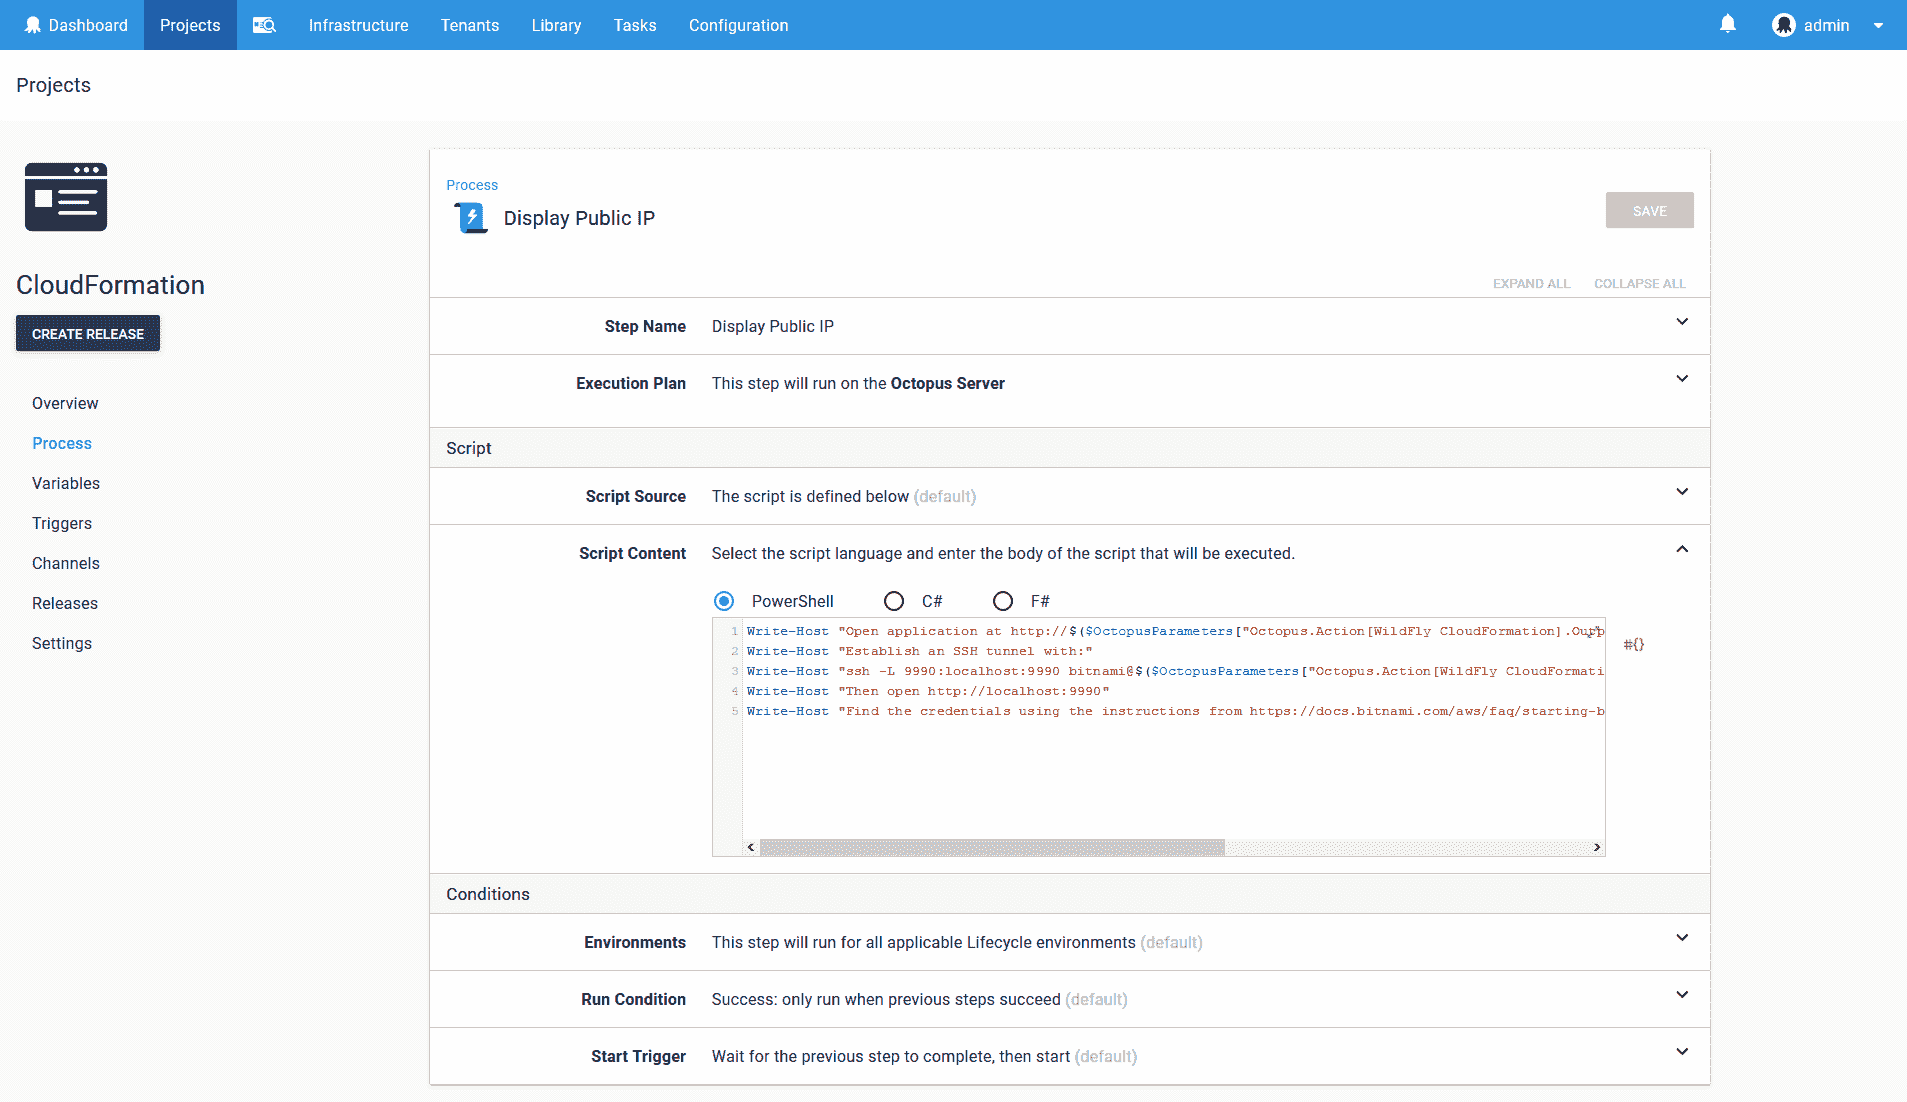 Dashboard Projects Infrastructure Tenants Library Tasks Configuration admin
Projects
CloudFormation
CREATE RELEASE
Overview
Process
Variables
Triggers
Channels
Releases
Settings
Process
Display Public IP
SAVE
EXPAND ALL COLLAPSE ALL
Step Name Display Public IP
Execution Plan This step will run on the Octopus Server
Script
Script Source The script is defined below (default)
Script Content Select the script language and enter the body of the script that will be executed.
PowerShell C# F#
1 Write-Host "Open application at http://$($OctopusParameters["Octopus.Action[WildFly CloudFormation].Outp
#{}
2 Write-Host "Establish an SSH tunnel with:"
3 Write-Host "ssh -L 9990:localhost:9990 bitnami@$($OctopusParameters["Octopus.Action[WildFly CloudFormati
4 Write-Host "Then open http://localhost:9990"
5 Write-Host "Find the credentials using the instructions from https://docs.bitnami.com/aws/faq/starting-b
Conditions
Environments This step will run for all applicable Lifecycle environments (default)
Run Condition Success: only run when previous steps succeed (default)
Start Trigger Wait for the previous step to complete, then start (default)